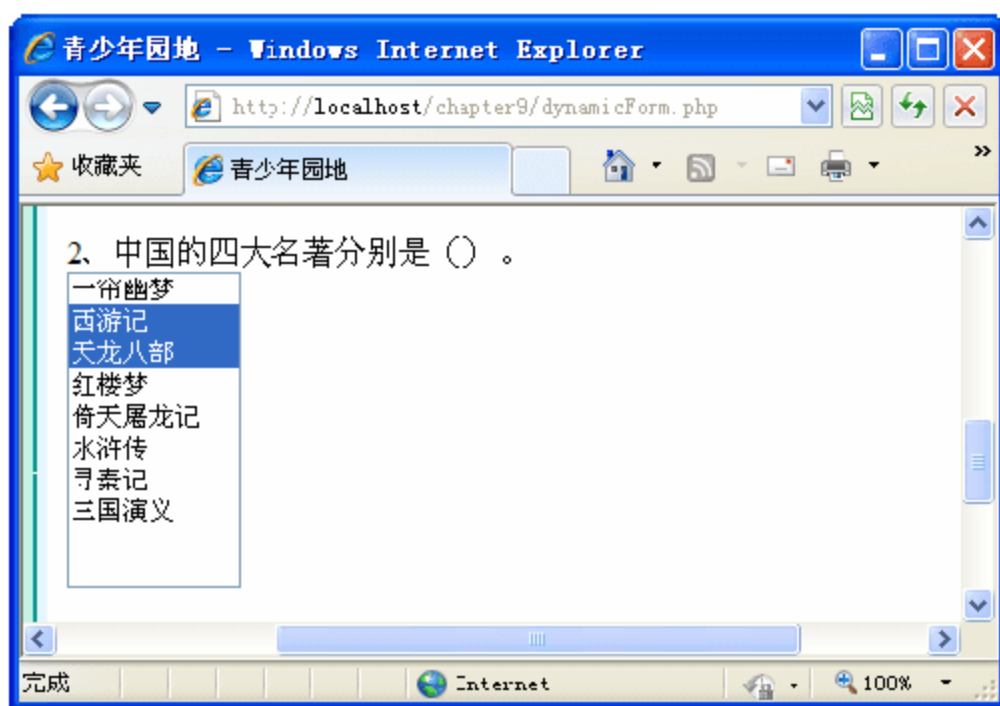 青少年园地 - Windows Internet Explorer
http://localhost/chapter9/dynamicForm.php
收藏夹
青少年园地
»
2、中国的四大名著分别是（）。
一帘幽梦
西游记
天龙八部
红楼梦
倚天屠龙记
水浒传
寻秦记
三国演义
完成
Internet
100%